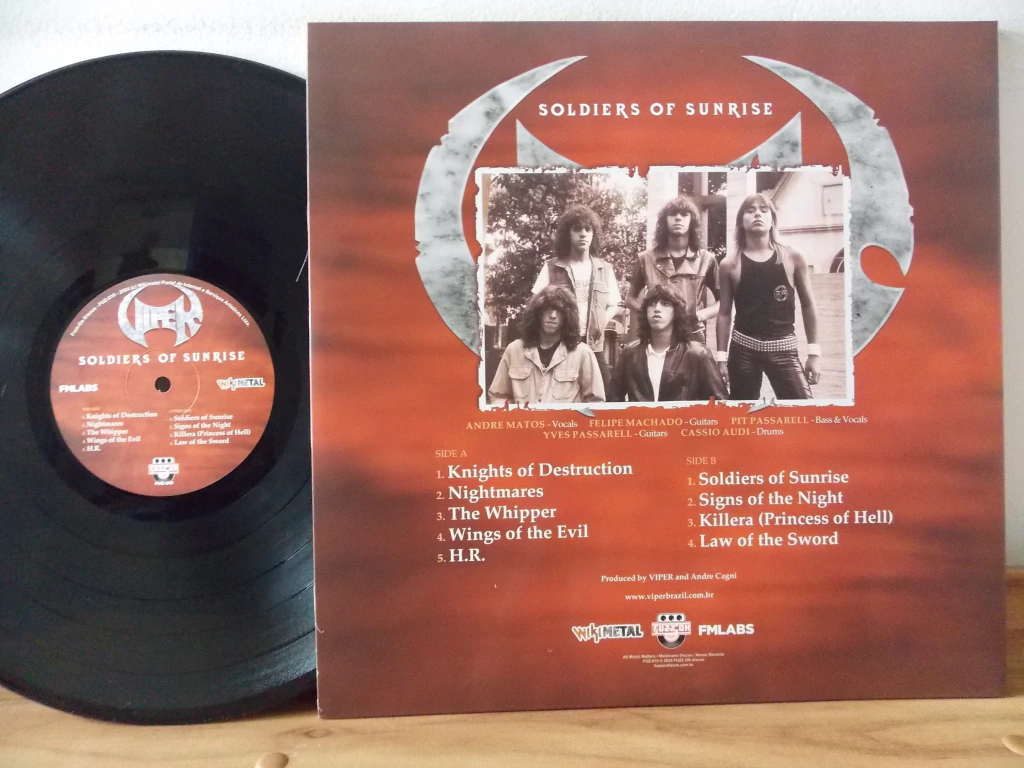 SOLDIERS OF SUNRISE
ANDRE MATOS - Vocals FELIPE MACHADO - Guitars PIT PASSARELL - Bass & Vocals
YVES PASSARELL - Guitars CASSIO AUDI - Drums
SIDE A
1. Knights of Destruction
2. Nightmares
3. The Whipper
4. Wings of the Evil
5. H.R.
SIDE B
1. Soldiers of Sunrise
2. Signs of the Night
3. Killera (Princess of Hell)
4. Law of the Sword
Produced by VIPER and Andre Cagni
www.viperbrazil.com.br
WIKIMETAL FUZZ ON FMLABS
VIPER
SOLDIERS OF SUNRISE
FMLABS WIKIMETAL
Knights of Destruction
Nightmares
The Whipper
Wings of the Evil
H.R.
Soldiers of Sunrise
Signs of the Night
Killera (Princess of Hell)
Law of the Sword